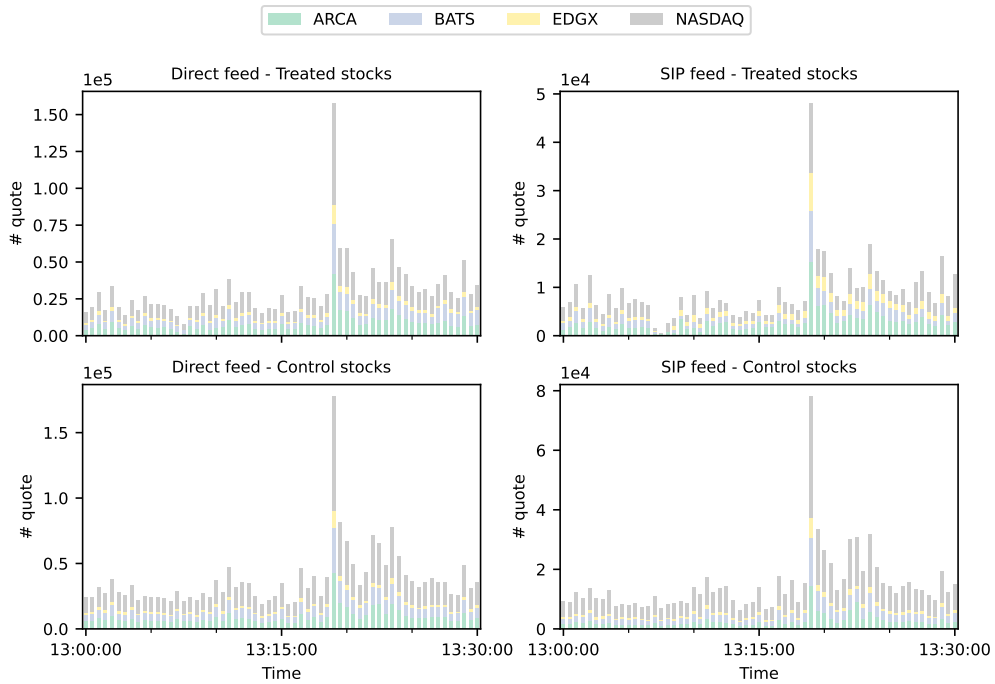 ARCA BATS EDGX NASDAQ
Direct feed - Treated stocks
1e5
# quote
1.50
1.25
1.00
0.75
0.50
0.25
0.00
SIP feed - Treated stocks
1e4
# quote
5
4
3
2
1
0
Direct feed - Control stocks
1e5
# quote
1.5
1.0
0.5
0.0
13:00:00 13:15:00 13:30:00
Time
SIP feed - Control stocks
1e4
# quote
8
6
4
2
0
13:00:00 13:15:00 13:30:00
Time